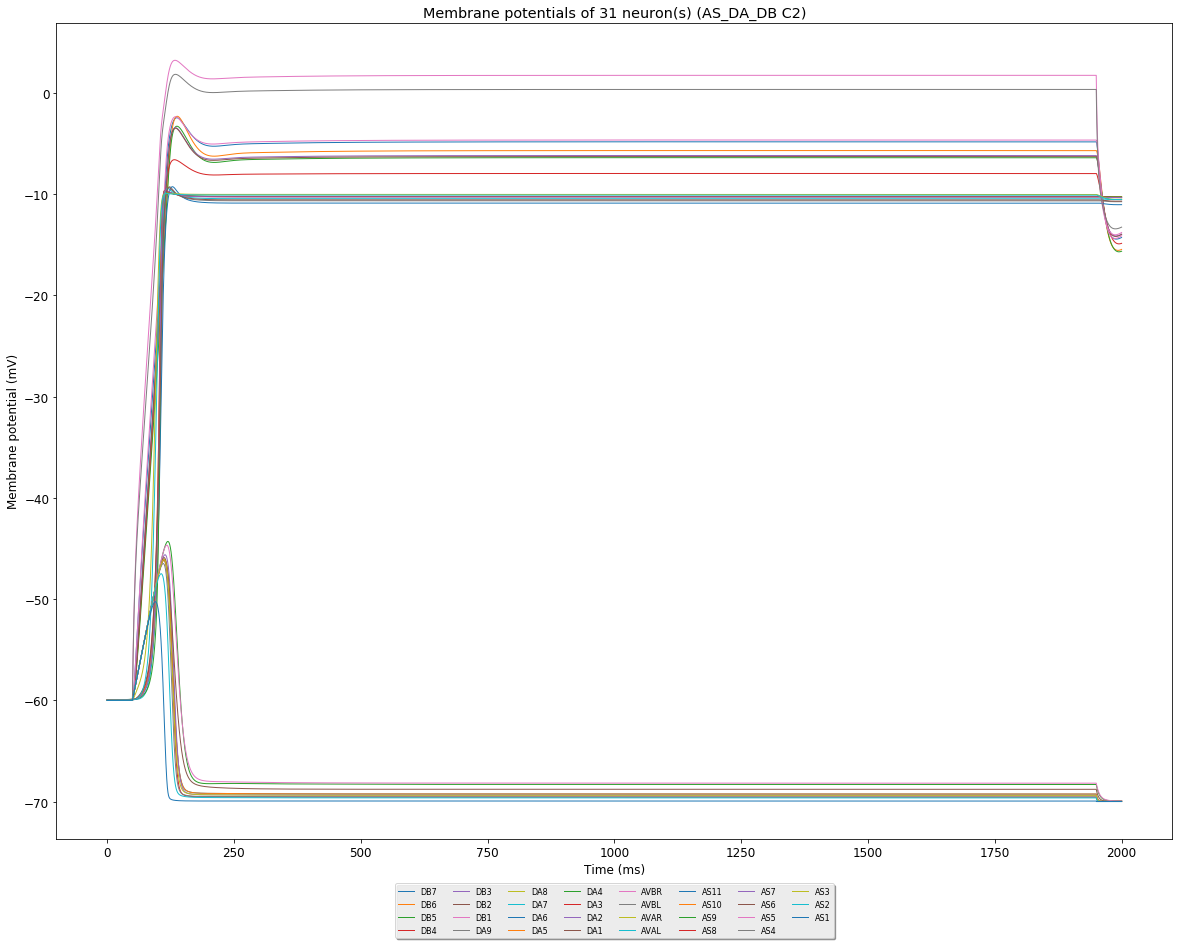 Membrane potentials of 31 neuron(s) (AS_DA_DB C2)
0
−10
−20
−30
−40
−50
−60
−70
Membrane potential (mV)
0 250 500 750 1000 1250 1500 1750 2000
Time (ms)
DB7 DB3 DA8 DA4 AVBR AS11 AS7 AS3
DB6 DB2 DA7 DA3 AVBL AS10 AS6 AS2
DB5 DB1 DA6 DA2 AVAR AS9 AS5 AS1
DB4 DA9 DA5 DA1 AVAL AS8 AS4